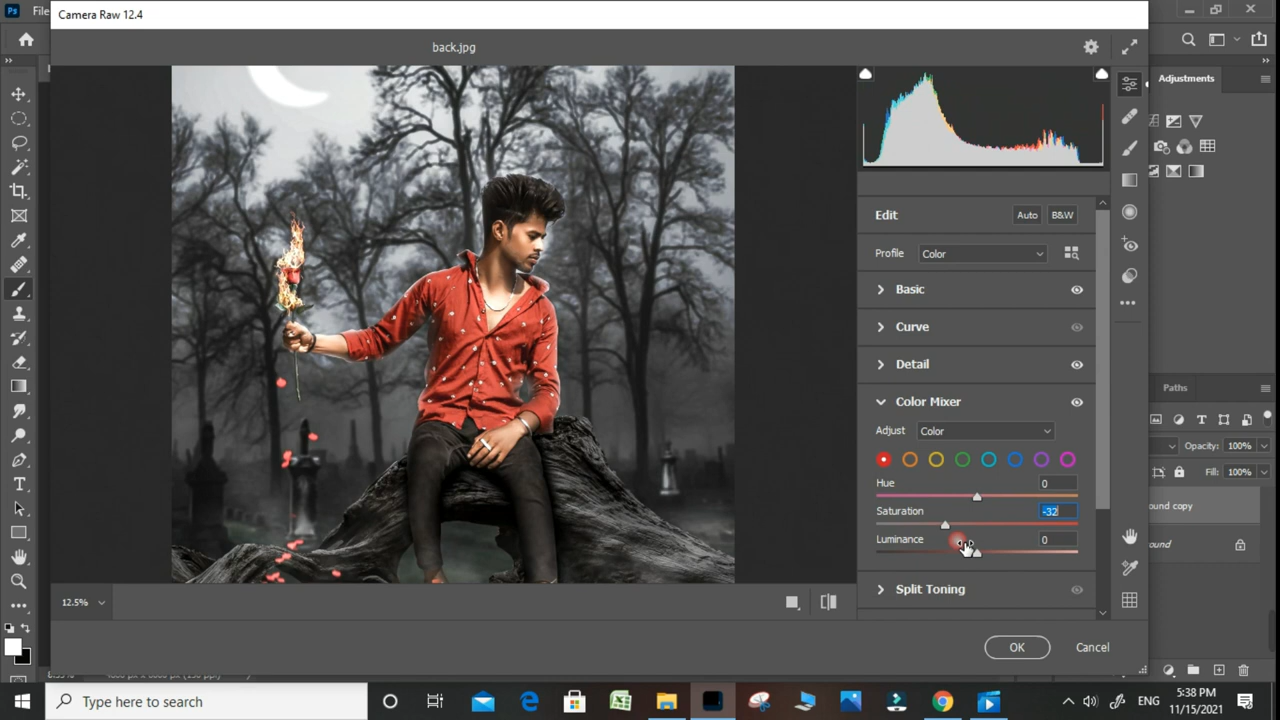 Ps File
Camera Raw 12.4
back.jpg
Adjustments
Edit Auto B&W
Profile Color
Basic
Curve
Detail
Paths
Color Mixer
Adjust Color
Opacity: 100%
Fill: 100%
Hue 0
Saturation -32
ound copy
Luminance 0
ound
Split Toning
12.5%
OK Cancel
Type here to search
ENG
5:38 PM
11/15/2021